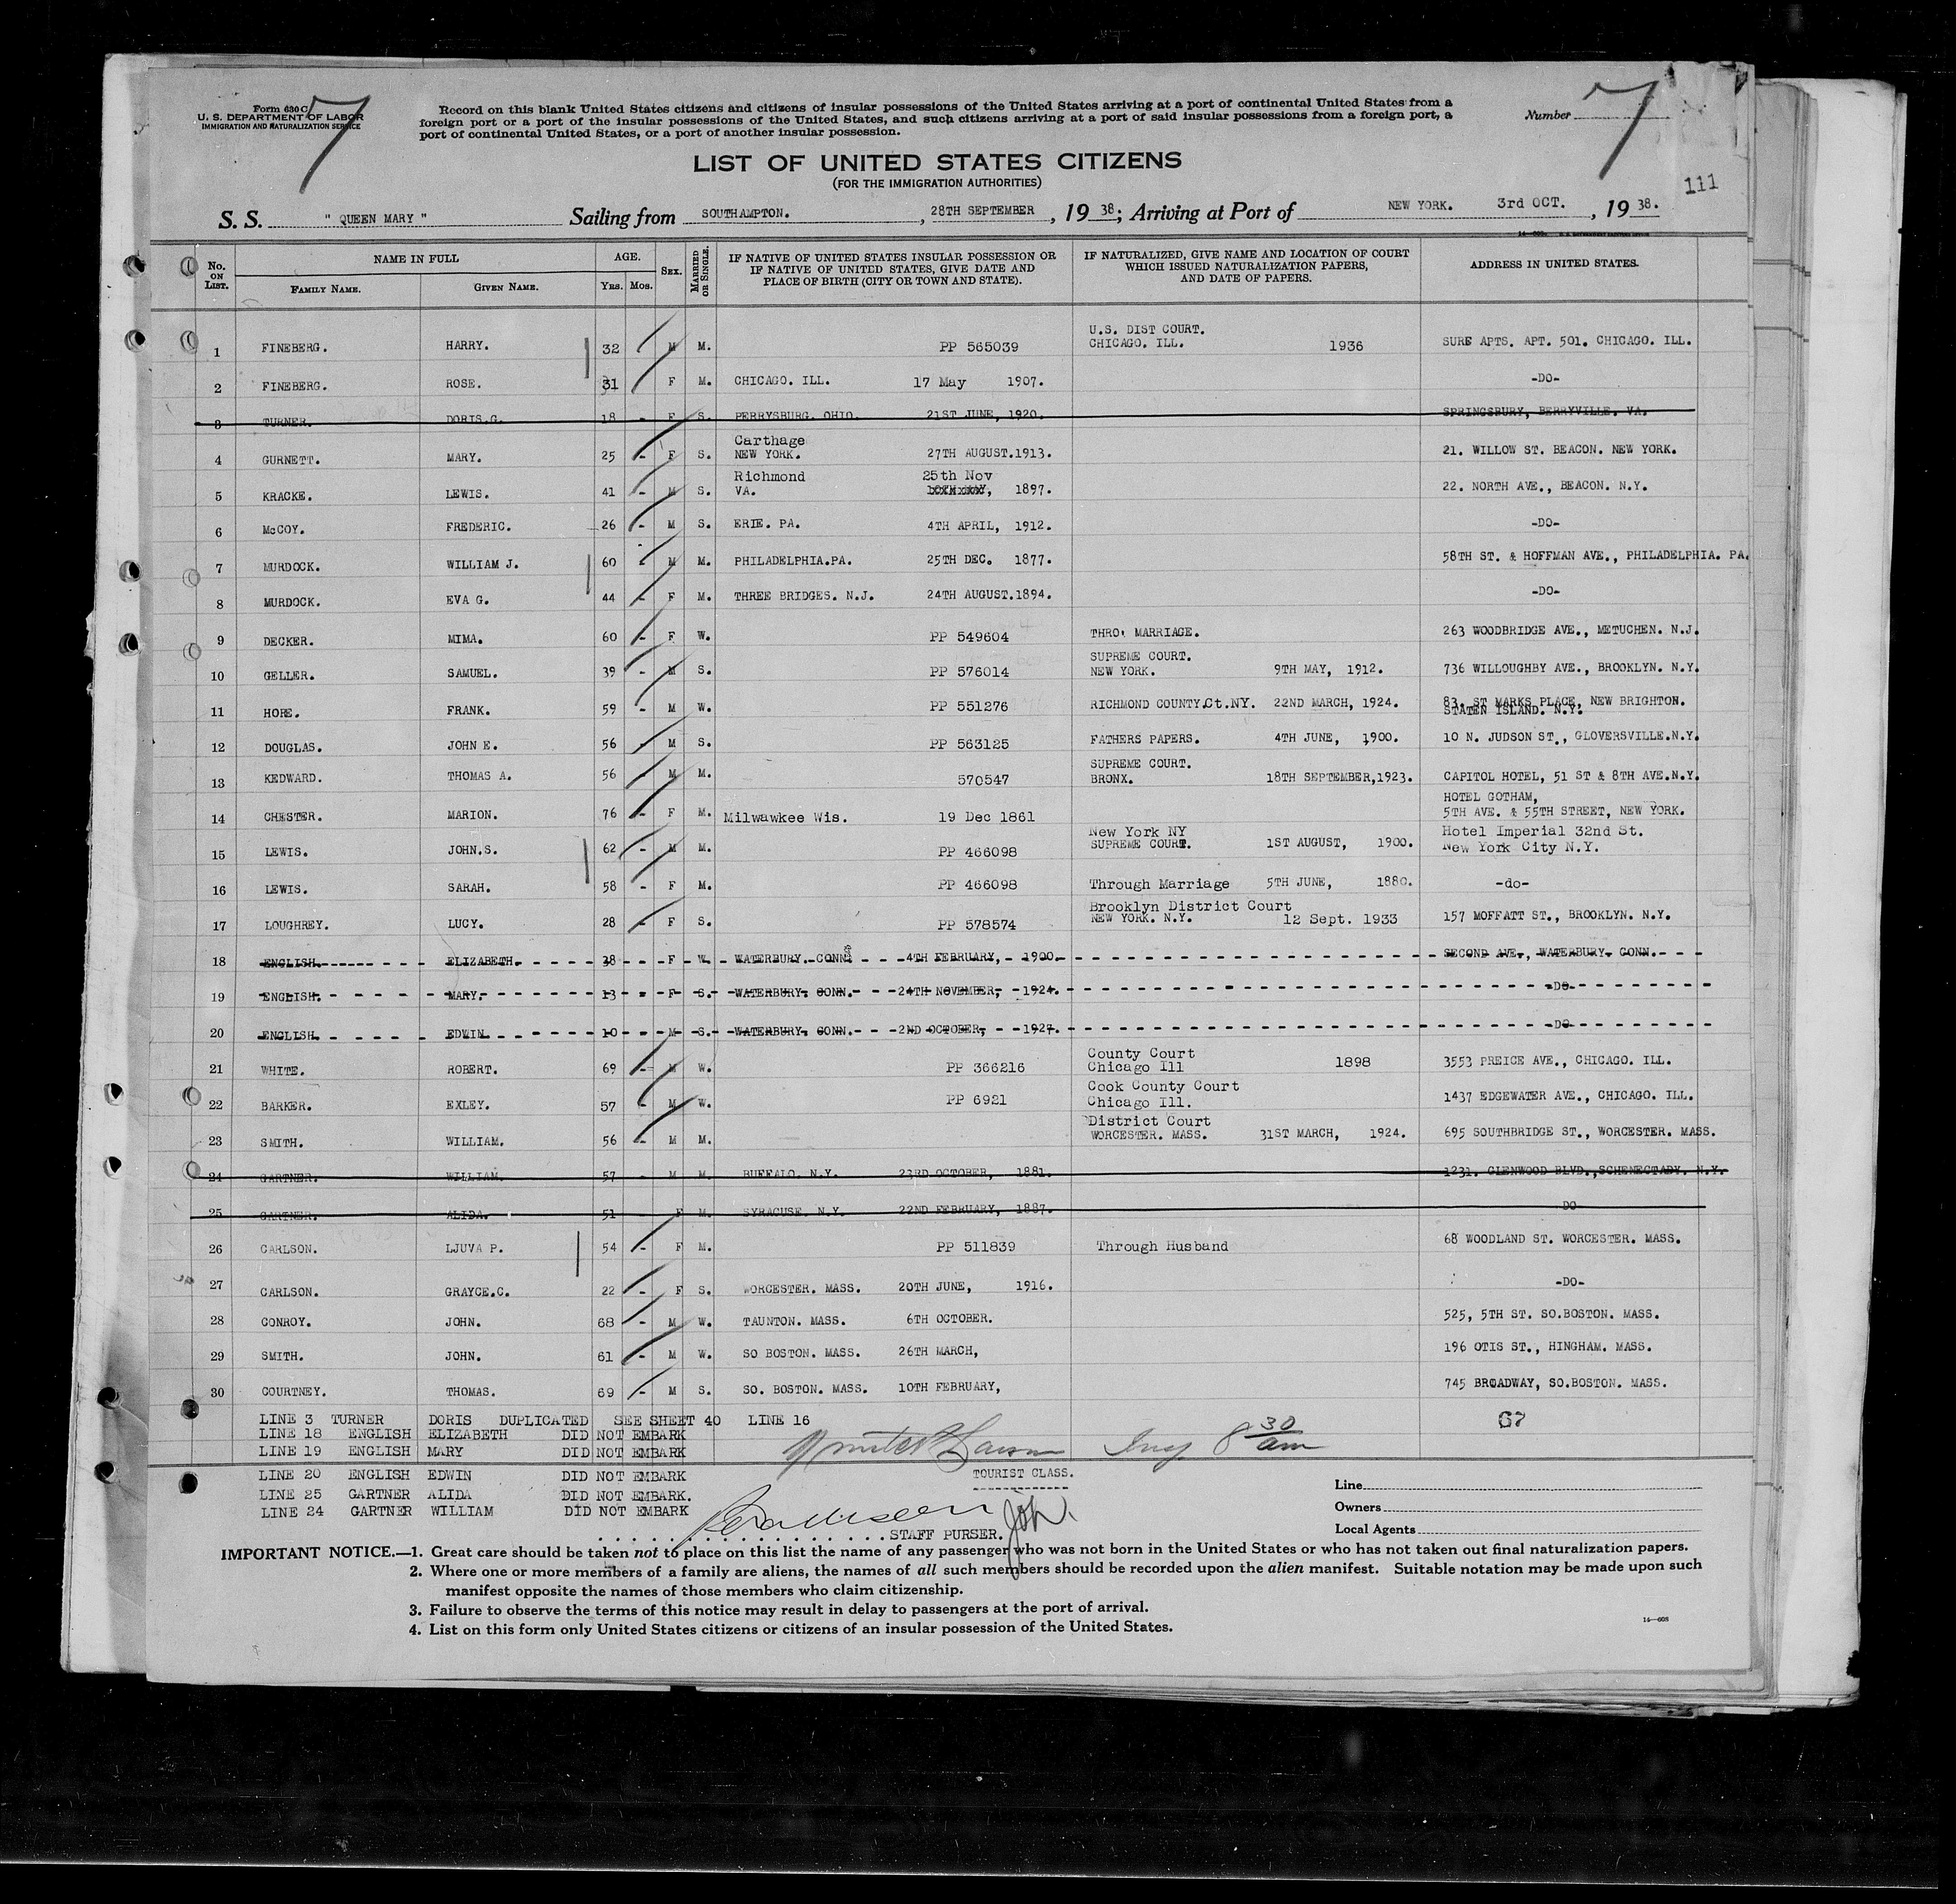 Form 630 C
U. S. DEPARTMENT OF LABOR
IMMIGRATION AND NATURALIZATION SERVICE
7
Record on this blank United States citizens and citizens of insular possessions of the United States arriving at a port of continental United States from a
foreign port or a port of the insular possessions of the United States, and such citizens arriving at a port of said insular possessions from a foreign port, a
port of continental United States, or a port of another insular possession.
Number 7
111
LIST OF UNITED STATES CITIZENS
(FOR THE IMMIGRATION AUTHORITIES)
S. S. " QUEEN MARY " Sailing from SOUTHAMPTON. , 28TH SEPTEMBER , 19 38; Arriving at Port of NEW YORK. 3rd OCT. , 19 38.
No. ON LIST. NAME IN FULL FAMILY NAME. GIVEN NAME. AGE. YRS. MOS. SEX. MARRIED OR SINGLE. IF NATIVE OF UNITED STATES INSULAR POSSESSION OR IF NATIVE OF UNITED STATES, GIVE DATE AND PLACE OF BIRTH (CITY OR TOWN AND STATE). IF NATURALIZED, GIVE NAME AND LOCATION OF COURT WHICH ISSUED NATURALIZATION PAPERS, AND DATE OF PAPERS. ADDRESS IN UNITED STATES.
1 FINEBERG. HARRY. 32 M M. PP 565039 U.S. DIST COURT. CHICAGO. ILL. 1936 SURF APTS. APT. 501. CHICAGO. ILL.
2 FINEBERG. ROSE. 31 F M. CHICAGO. ILL. 17 May 1907. -DO-
3 TURNER. DORIS.G. 18 - F S. PERRYSBURG. OHIO. 21ST JUNE, 1920. SPRINGSBURY, BERRYVILLE. VA.
4 GURNETT. MARY. 25 - F S. Carthage NEW YORK. 27TH AUGUST.1913. 21. WILLOW ST. BEACON. NEW YORK.
5 KRACKE. LEWIS. 41 - M S. Richmond VA. 25th Nov 1897. 22. NORTH AVE., BEACON. N.Y.
6 McCOY. FREDERIC. 26 - M S. ERIE. PA. 4TH APRIL, 1912. -DO-
7 MURDOCK. WILLIAM J. 60 - M M. PHILADELPHIA.PA. 25TH DEC. 1877. 58TH ST. & HOFFMAN AVE., PHILADELPHIA. PA.
8 MURDOCK. EVA G. 44 - F M. THREE BRIDGES. N.J. 24TH AUGUST.1894. -DO-
9 DECKER. MIMA. 60 - F W. PP 549604 THRO' MARRIAGE. 263 WOODBRIDGE AVE., METUCHEN. N.J.
10 GELLER. SAMUEL. 39 - M S. PP 576014 SUPREME COURT. NEW YORK. 9TH MAY, 1912. 736 WILLOUGHBY AVE., BROOKLYN. N.Y.
11 HOPE. FRANK. 59 - M W. PP 551276 RICHMOND COUNTY.Ct.NY. 22ND MARCH, 1924. 83. ST MARKS PLACE, NEW BRIGHTON. STATEN ISLAND. N.Y.
12 DOUGLAS. JOHN E. 56 - M S. PP 563125 FATHERS PAPERS. 4TH JUNE, 1900. 10 N. JUDSON ST., GLOVERSVILLE.N.Y.
13 KEDWARD. THOMAS A. 56 - M M. 570547 SUPREME COURT. BRONX. 18TH SEPTEMBER,1923. CAPITOL HOTEL, 51 ST & 8TH AVE.N.Y.
14 CHESTER. MARION. 76 - F M. Milwawkee Wis. 19 Dec 1861 HOTEL GOTHAM, 5TH AVE. & 55TH STREET, NEW YORK.
15 LEWIS. JOHN.S. 62 - M M. PP 466098 New York NY SUPREME COURT. 1ST AUGUST, 1900. Hotel Imperial 32nd St. New York City N.Y.
16 LEWIS. SARAH. 58 - F M. PP 466098 Through Marriage 5TH JUNE, 1880. -do-
17 LOUGHREY. LUCY. 28 - F S. PP 578574 Brooklyn District Court NEW YORK. N.Y. 12 Sept. 1933 157 MOFFATT ST., BROOKLYN. N.Y.
18 ENGLISH. ELIZABETH. 38 - F W. WATERBURY. CONN. 4TH FEBRUARY, 1900. SECOND AVE., WATERBURY. CONN.
19 ENGLISH. MARY. 13 - F S. WATERBURY. CONN. 24TH NOVEMBER, 1924. -DO-
20 ENGLISH. EDWIN. 10 - M S. WATERBURY. CONN. 2ND OCTOBER, 1927. -DO-
21 WHITE. ROBERT. 69 - M W. PP 366216 County Court Chicago Ill 1898 3553 PREICE AVE., CHICAGO. ILL.
22 BARKER. EXLEY. 57 - M W. PP 6921 Cook County Court Chicago Ill. 1437 EDGEWATER AVE., CHICAGO. ILL.
23 SMITH. WILLIAM. 56 - M M. District Court WORCESTER. MASS. 31ST MARCH, 1924. 695 SOUTHBRIDGE ST., WORCESTER. MASS.
24 GARTNER. WILLIAM. 57 - M M. BUFFALO. N.Y. 23RD OCTOBER, 1881. 1231. GLENWOOD BLVD.,SCHENECTADY. N.Y.
25 GARTNER. ALIDA. 51 F M. SYRACUSE. N.Y. 22ND FEBRUARY, 1887. DO
26 CARLSON. LJUVA P. 54 - F M. PP 511839 Through Husband 68 WOODLAND ST. WORCESTER. MASS.
27 CARLSON. GRAYCE.C. 22 - F S. WORCESTER. MASS. 20TH JUNE, 1916. -DO-
28 CONROY. JOHN. 68 - M W. TAUNTON. MASS. 6TH OCTOBER. 525, 5TH ST. SO.BOSTON. MASS.
29 SMITH. JOHN. 61 - M W. SO BOSTON. MASS. 26TH MARCH, 196 OTIS ST., HINGHAM. MASS.
30 COURTNEY. THOMAS. 69 - M S. SO. BOSTON. MASS. 10TH FEBRUARY, 745 BROADWAY, SO.BOSTON. MASS.
LINE 3 TURNER DORIS DUPLICATED SEE SHEET 40 LINE 16
67
LINE 18 ENGLISH ELIZABETH DID NOT EMBARK
LINE 19 ENGLISH MARY DID NOT EMBARK
8 30 am
LINE 20 ENGLISH EDWIN DID NOT EMBARK
TOURIST CLASS.
LINE 25 GARTNER ALIDA DID NOT EMBARK.
LINE 24 GARTNER WILLIAM DID NOT EMBARK
STAFF PURSER.
Line
Owners
Local Agents
IMPORTANT NOTICE.—1. Great care should be taken not to place on this list the name of any passenger who was not born in the United States or who has not taken out final naturalization papers.
2. Where one or more members of a family are aliens, the names of all such members should be recorded upon the alien manifest. Suitable notation may be made upon such
manifest opposite the names of those members who claim citizenship.
3. Failure to observe the terms of this notice may result in delay to passengers at the port of arrival.
4. List on this form only United States citizens or citizens of an insular possession of the United States.
14—608